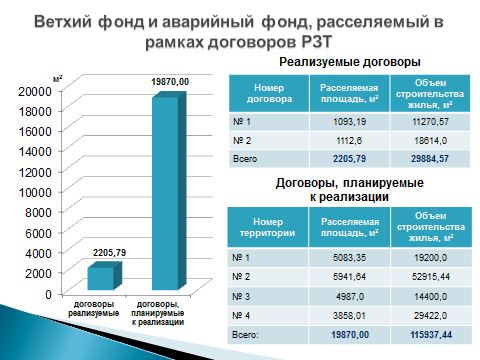 Ветхий фонд и аварийный фонд, расселяемый в
рамках договоров РЗТ
м²
20000
18000
16000
14000
12000
10000
8000
6000
4000
2000
0
2205,79
19870,00
договоры
реализуемые
договоры,
планируемые
к реализации
Реализуемые договоры
Номер договора | Расселяемая площадь, м² | Объем строительства жилья, м²
№ 1 | 1093,19 | 11270,57
№ 2 | 1112,6 | 18614,0
Всего | 2205,79 | 29884,57
Договоры, планируемые
к реализации
Номер территории | Расселяемая площадь, м² | Объем строительства жилья, м²
№ 1 | 5083,35 | 19200,0
№ 2 | 5941,64 | 52915,44
№ 3 | 4987,0 | 14400,0
№ 4 | 3858,01 | 29422,0
Всего: | 19870,00 | 115937,44